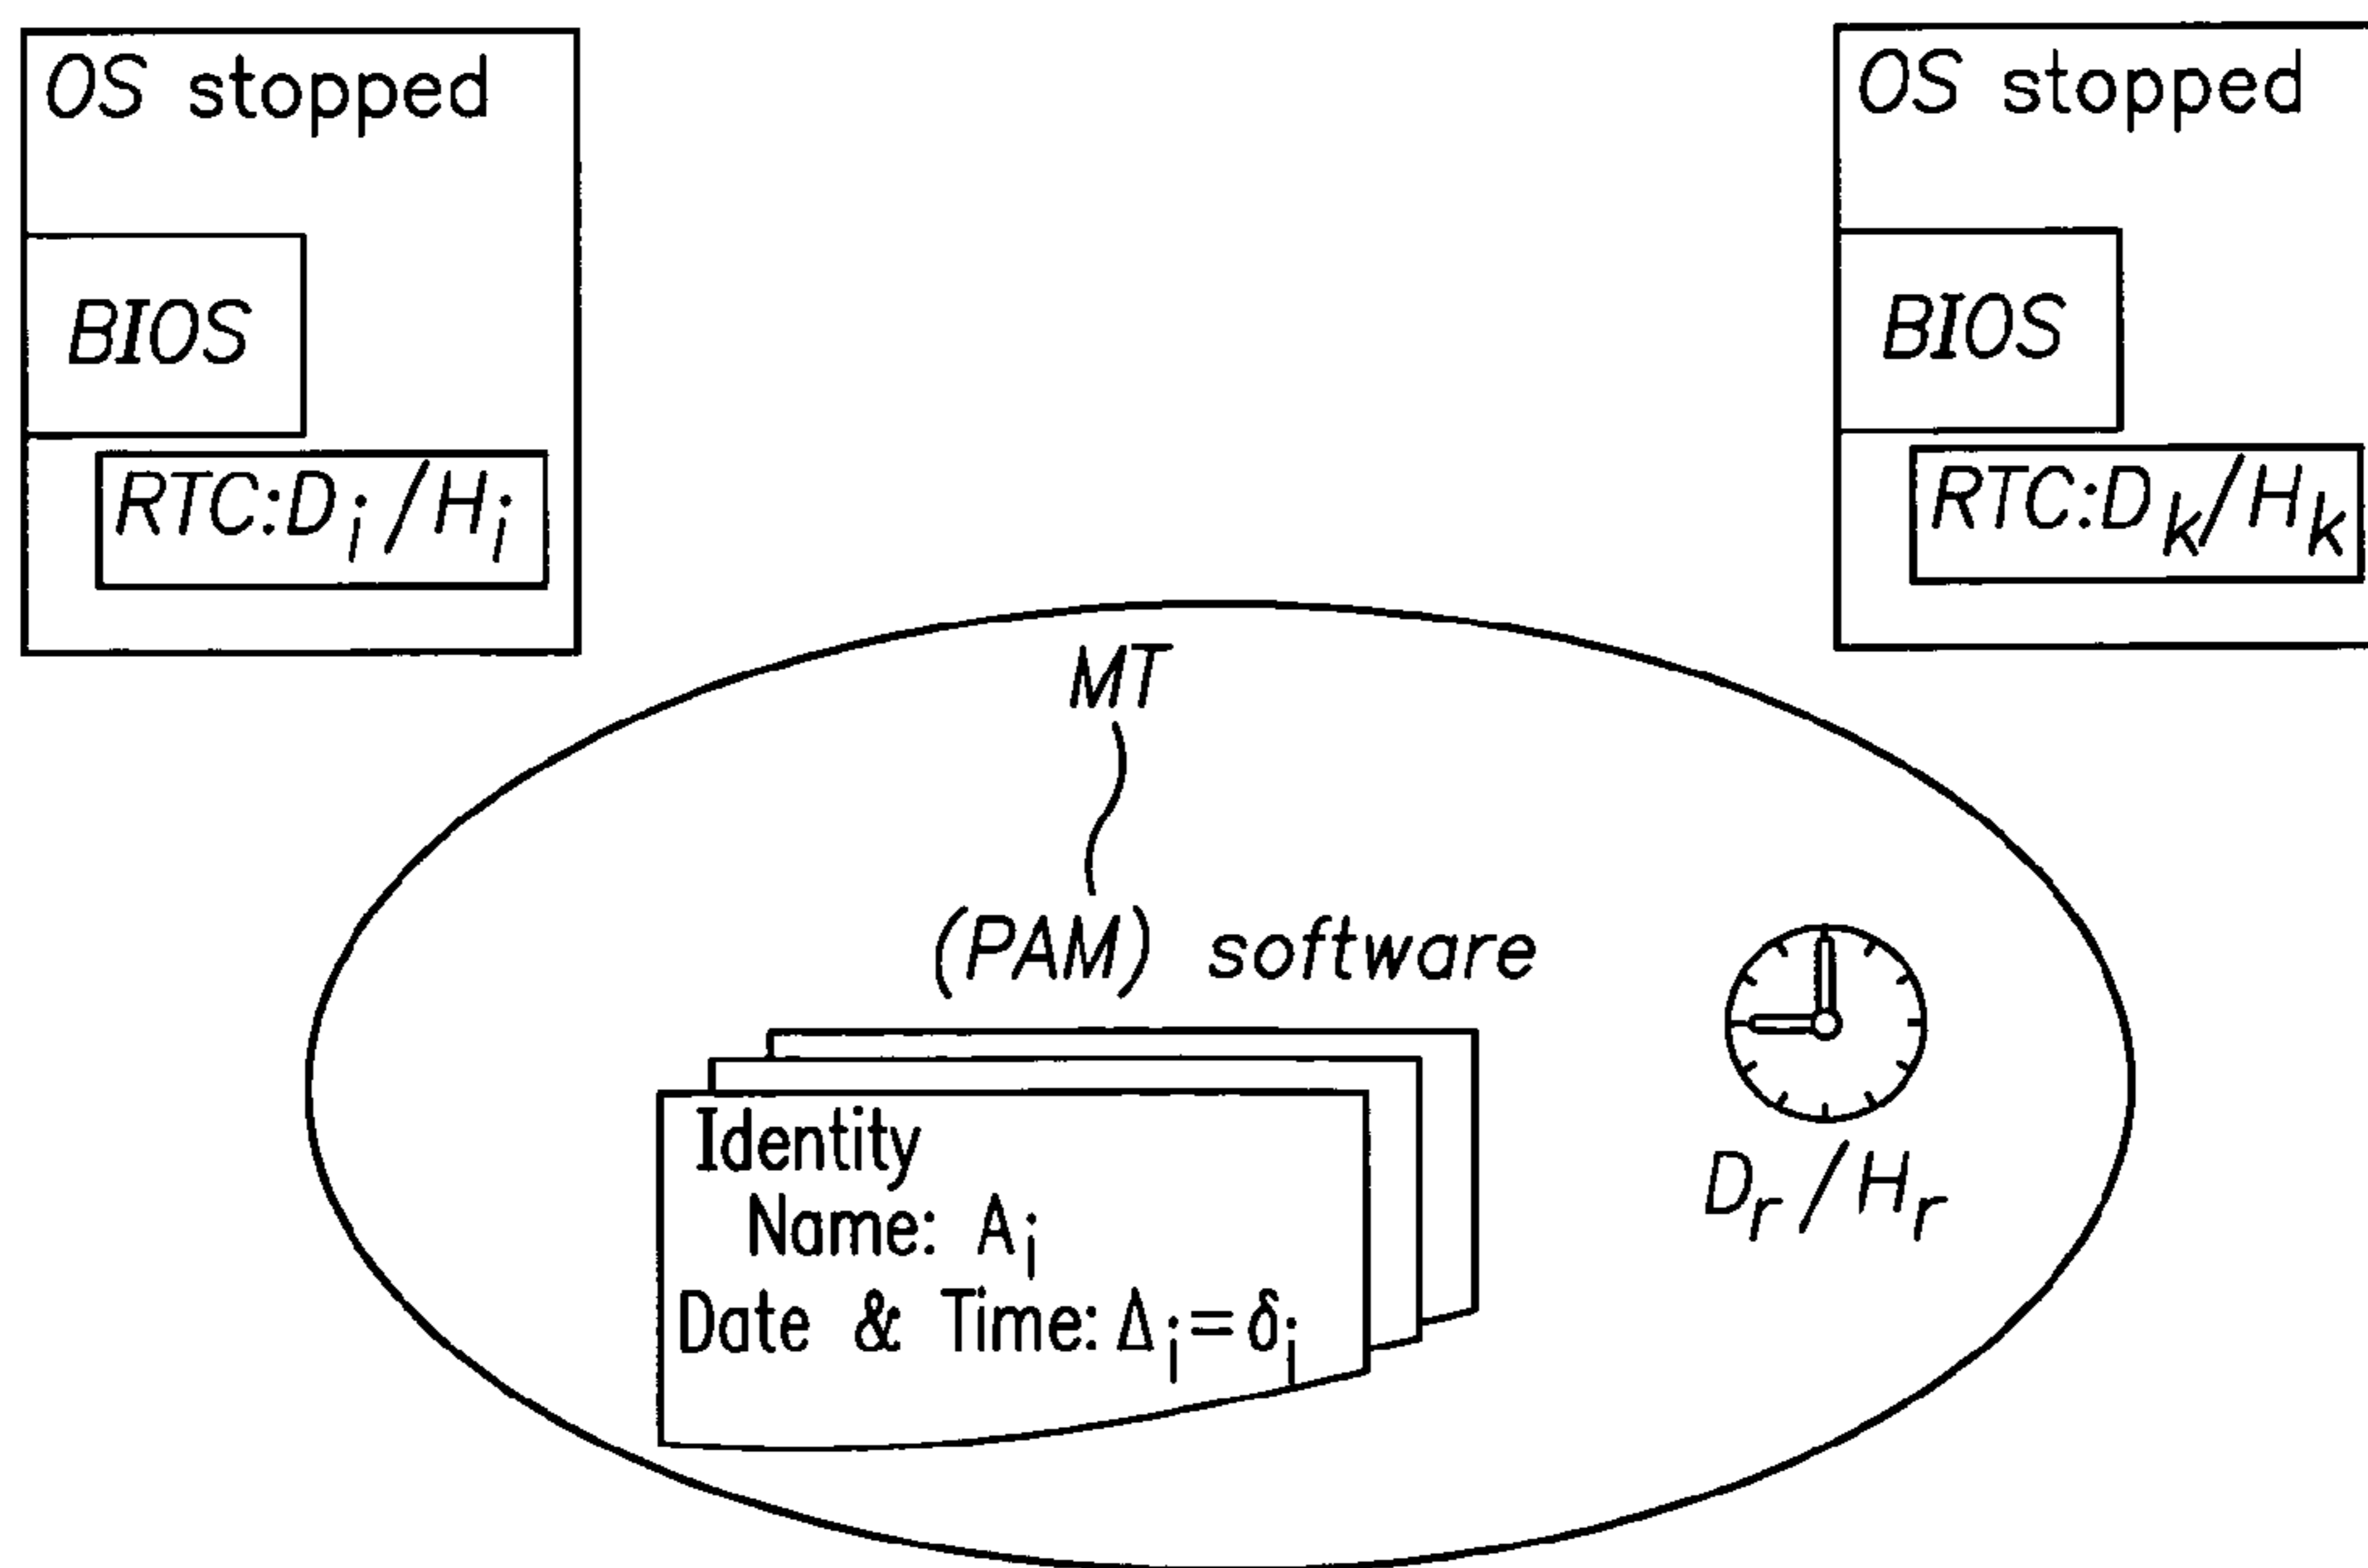 OS stopped
BIOS
RTC:Di/Hi
OS stopped
BIOS
RTC:Dk/Hk
MT
(PAM) software
Identity
Name: Ai
Date & Time: Δi=δi
Dr/Hr